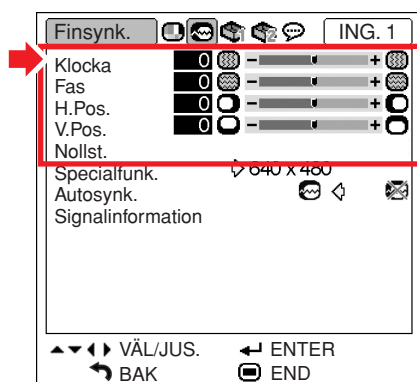 Finsynk. ING. 1
Klocka 0 - +
Fas 0 - +
H.Pos. 0 - +
V.Pos. 0 - +
Nollst.
Specialfunk. 640 x 480
Autosynk.
Signalinformation
VÄL/JUS. ENTER
BAK END